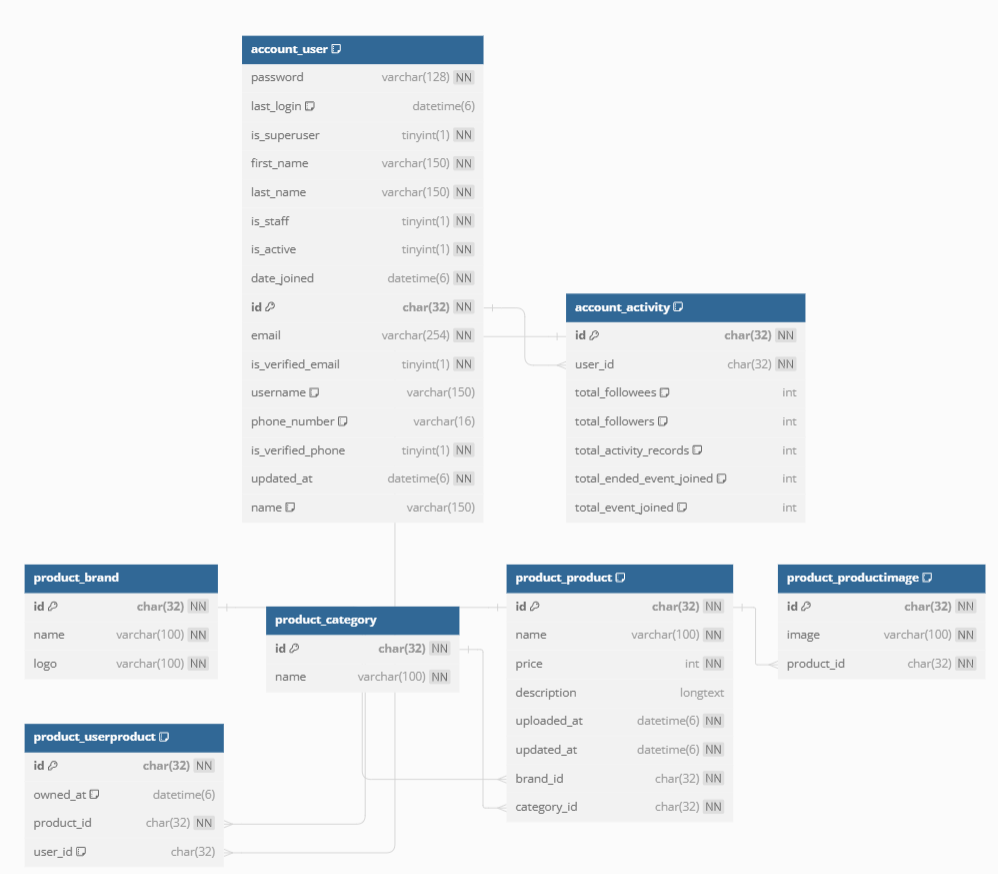 account_user
password varchar(128) NN
last_login datetime(6)
is_superuser tinyint(1) NN
first_name varchar(150) NN
last_name varchar(150) NN
is_staff tinyint(1) NN
is_active tinyint(1) NN
date_joined datetime(6) NN
id char(32) NN
email varchar(254) NN
is_verified_email tinyint(1) NN
username varchar(150)
phone_number varchar(16)
is_verified_phone tinyint(1) NN
updated_at datetime(6) NN
name varchar(150)
account_activity
id char(32) NN
user_id char(32) NN
total_followees int
total_followers int
total_activity_records int
total_ended_event_joined int
total_event_joined int
product_brand
id char(32) NN
name varchar(100) NN
logo varchar(100) NN
product_category
id char(32) NN
name varchar(100) NN
product_product
id char(32) NN
name varchar(100) NN
price int NN
description longtext
uploaded_at datetime(6) NN
updated_at datetime(6) NN
brand_id char(32) NN
category_id char(32) NN
product_productimage
id char(32) NN
image varchar(100) NN
product_id char(32) NN
product_userproduct
id char(32) NN
owned_at datetime(6)
product_id char(32) NN
user_id char(32)